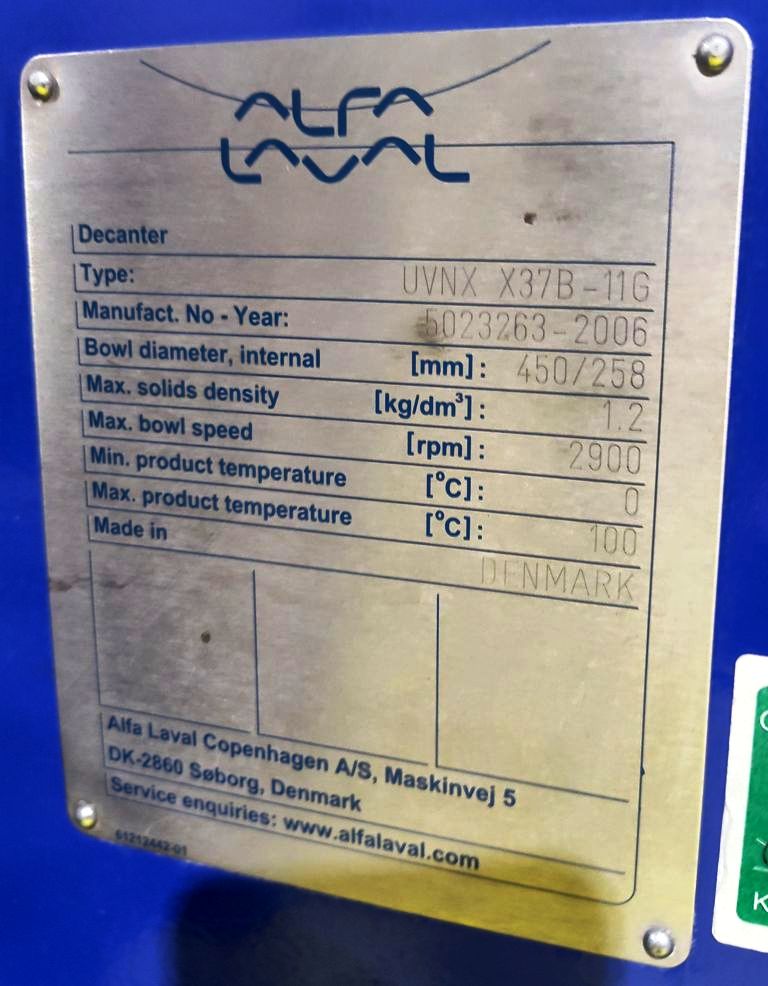 ALFA
LAVAL
Decanter
Type: UVNX X37B-11G
Manufact. No - Year: 5023263-2006
Bowl diameter, internal [mm]: 450/258
Max. solids density [kg/dm³]: 1.2
Max. bowl speed [rpm]: 2900
Min. product temperature [°C]: 0
Max. product temperature [°C]: 100
Made in DENMARK
Alfa Laval Copenhagen A/S, Maskinvej 5
DK-2860 Søborg, Denmark
Service enquiries: www.alfalaval.com
61212442-01